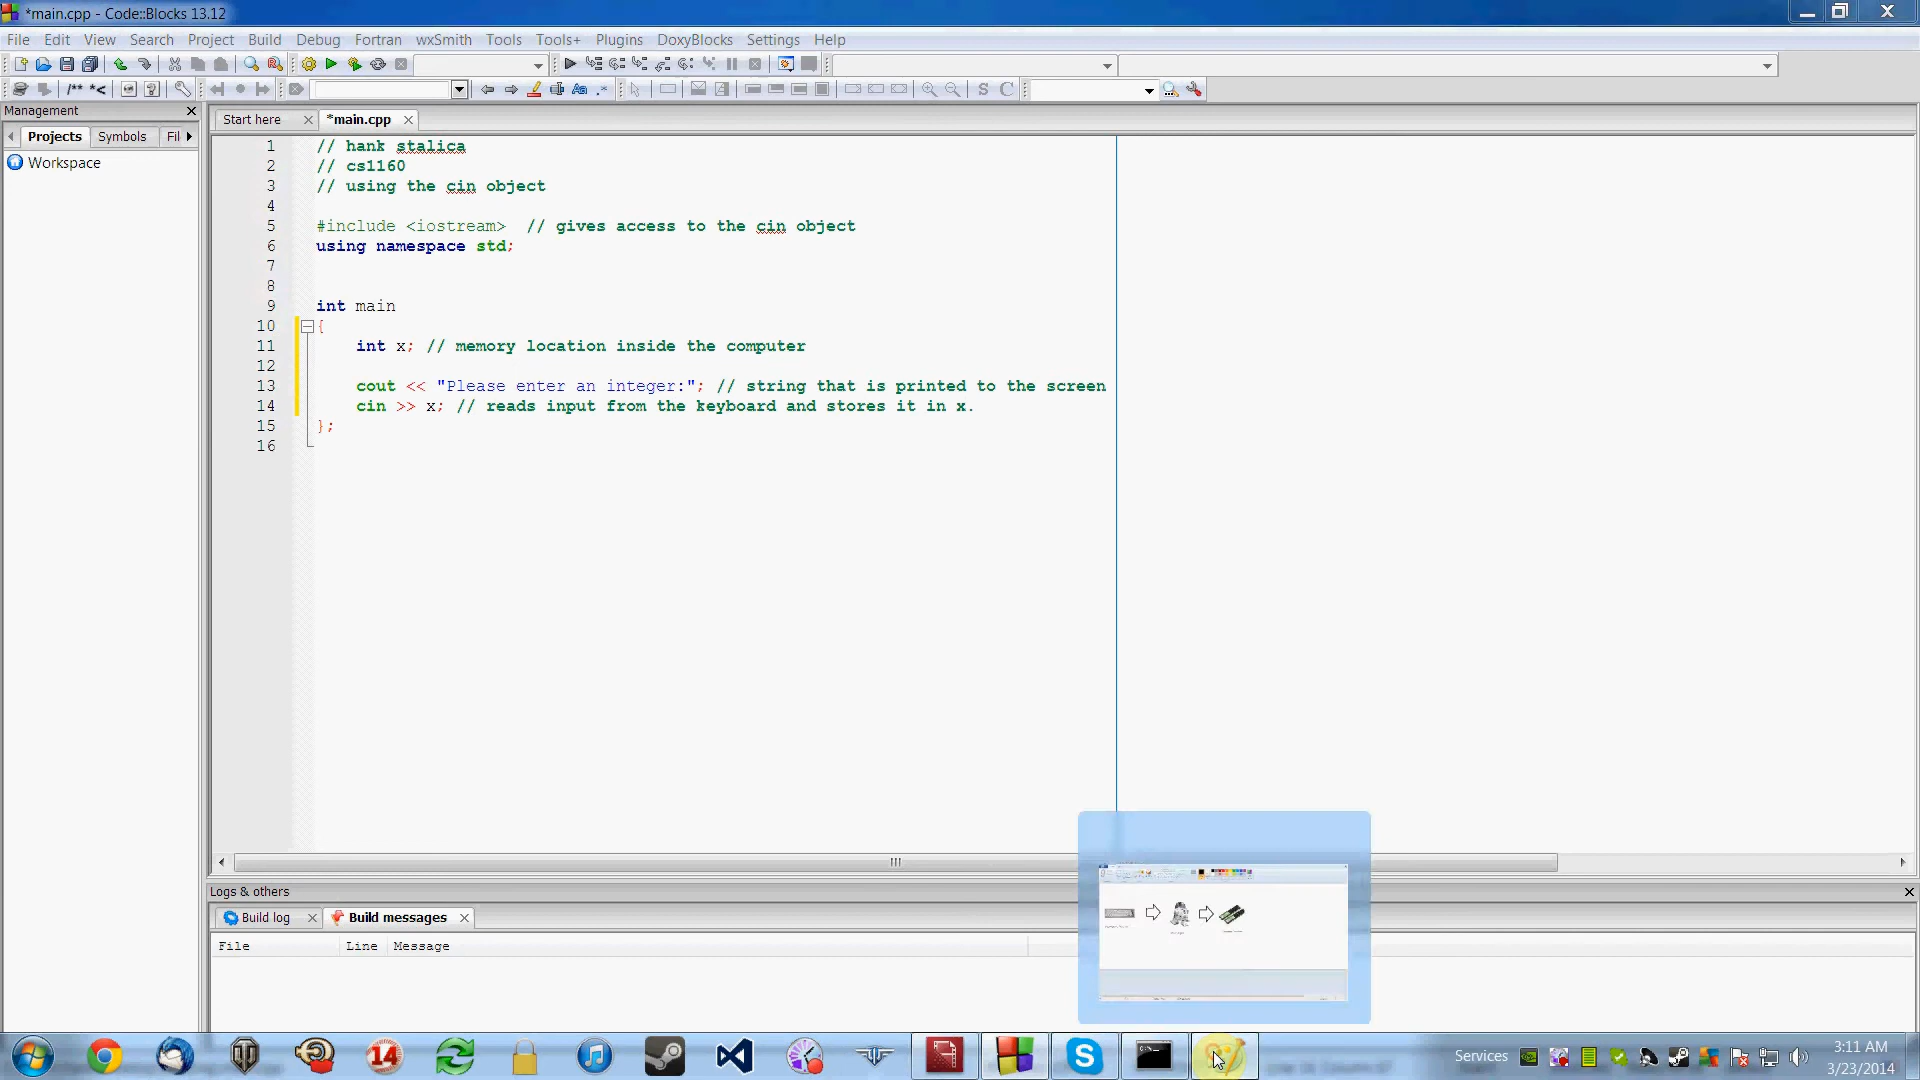 *main.cpp - Code::Blocks 13.12
File Edit View Search Project Build Debug Fortran wxSmith Tools Tools+ Plugins DoxyBlocks Settings Help
/** *<
Aa .*
S C
Management
Projects Symbols Fil
Workspace
Start here *main.cpp
1 // hank stalica
2 // cs1160
3 // using the cin object
4
5 #include <iostream> // gives access to the cin object
6 using namespace std;
7
8
9 int main
10 {
11 int x; // memory location inside the computer
12
13 cout << "Please enter an integer:"; // string that is printed to the screen
14 cin >> x; // reads input from the keyboard and stores it in x.
15 };
16
Logs & others
Build log Build messages
File Line Message
14
Services
3:11 AM
3/23/2014